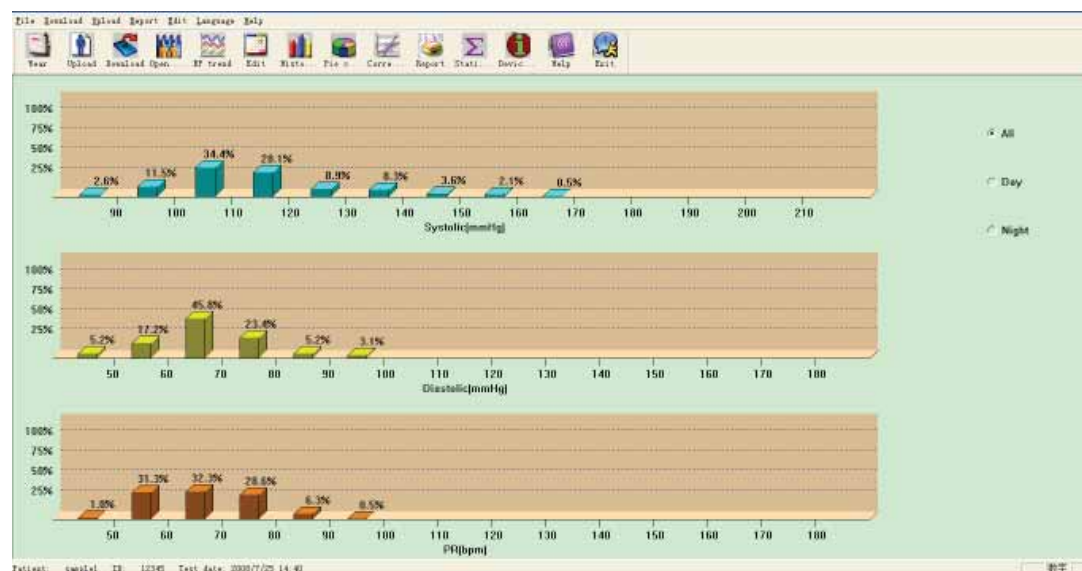 File Download Upload Report Edit Language Help
Year Upload Download Open... BP trend Edit Histo... Pie c... Corre... Report Stati... Devic... Help Exit
100%
75%
50%
25%
2.6% 11.5% 34.4% 28.1% 8.9% 8.3% 3.6% 2.1% 0.5%
90 100 110 120 130 140 150 160 170 180 190 200 210
Systolic(mmHg)
All
Day
Night
100%
75%
50%
25%
5.2% 17.2% 45.8% 23.4% 5.2% 3.1%
50 60 70 80 90 100 110 120 130 140 150 160 170 180
Diastolic(mmHg)
100%
75%
50%
25%
1.0% 31.3% 32.3% 28.6% 6.3% 0.5%
50 60 70 80 90 100 110 120 130 140 150 160 170 180
PR(bpm)
Patient: sample1 ID: 12345 Test date: 2008/7/25 14:40
数字